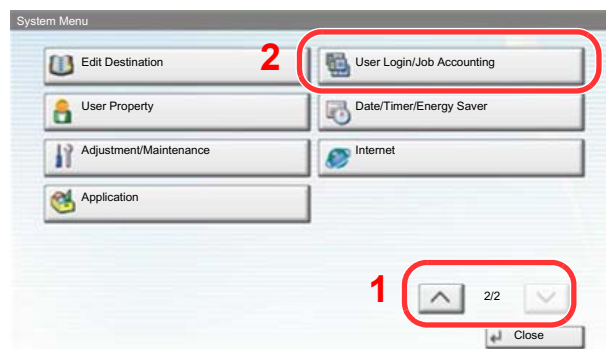 System Menu
Edit Destination
2
User Login/Job Accounting
User Property
Date/Timer/Energy Saver
Adjustment/Maintenance
Internet
Application
1
2/2
Close